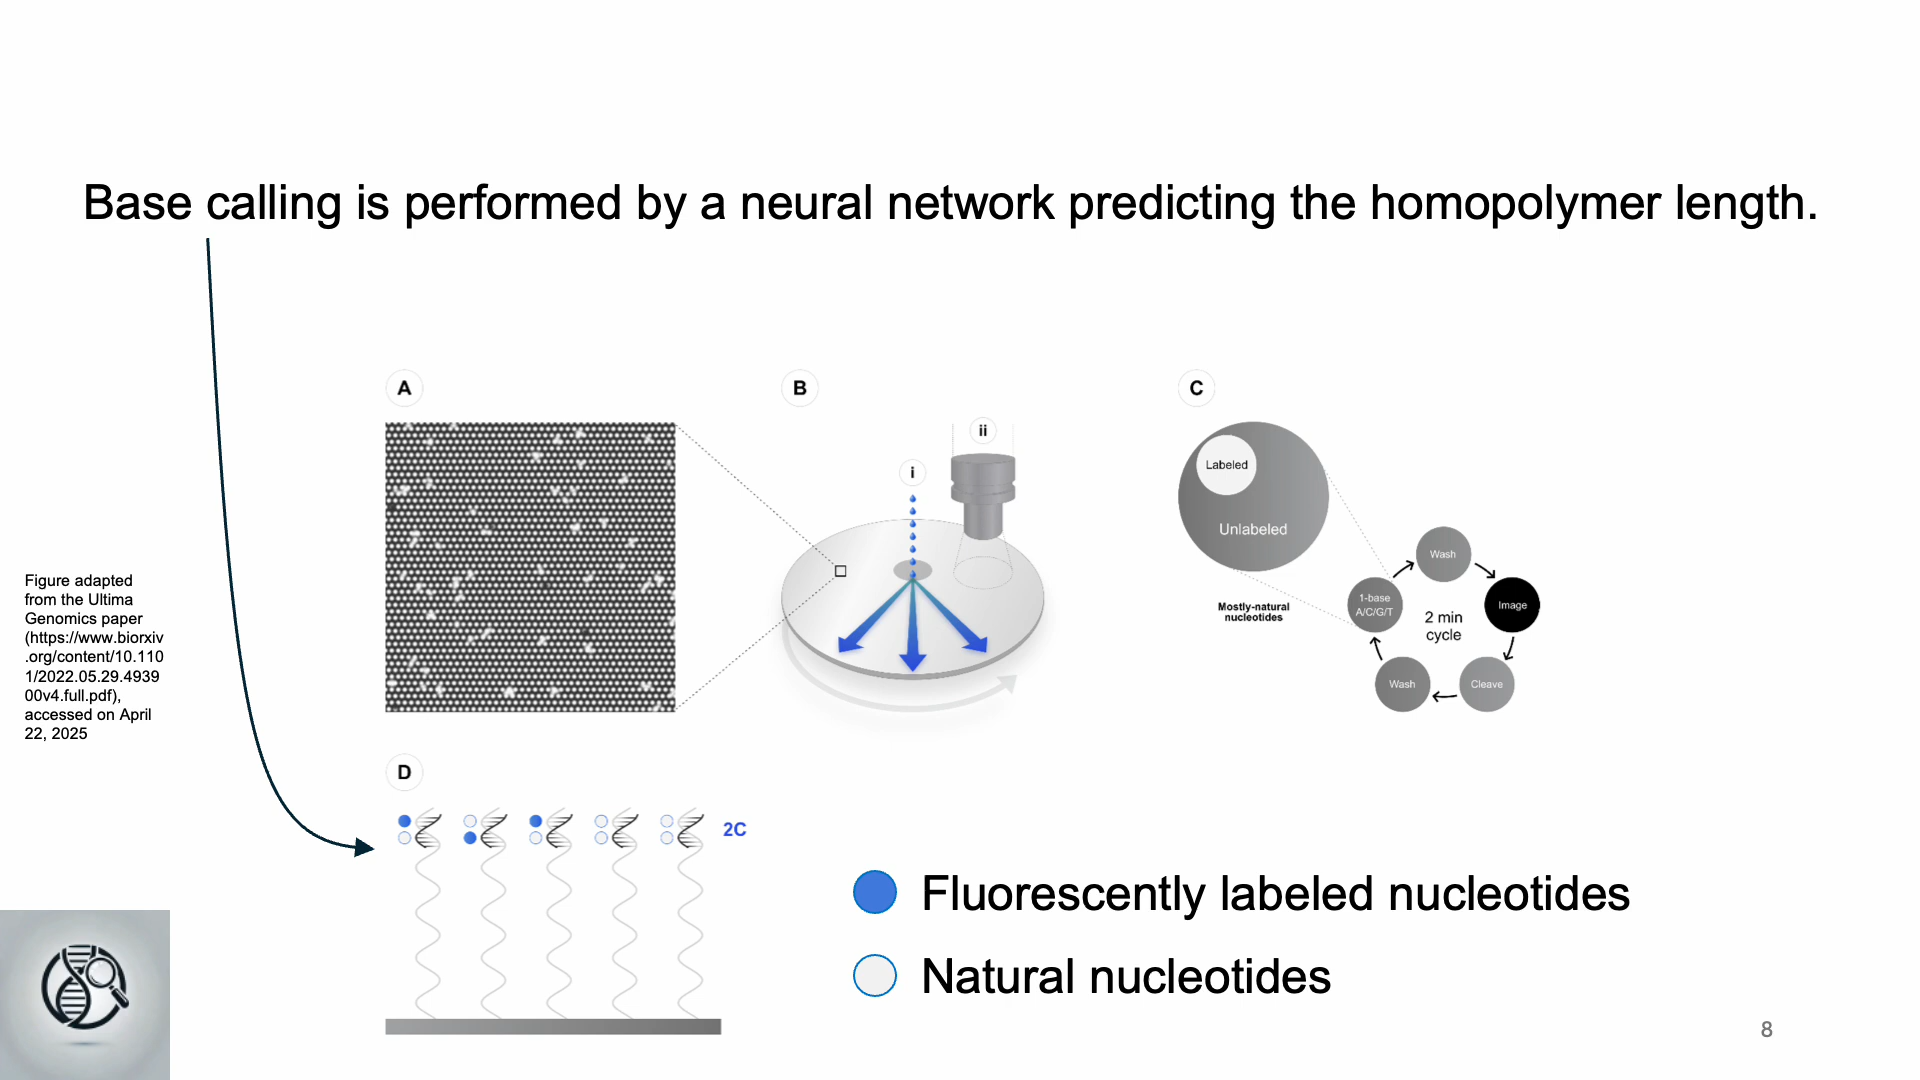 Base calling is performed by a neural network predicting the homopolymer length.
A
B
C
ii
i
Labeled
Unlabeled
Mostly-natural
nucleotides
Wash
1-base
A/C/G/T
Image
2 min
cycle
Wash
Cleave
Figure adapted
from the Ultima
Genomics paper
(https://www.biorxiv
.org/content/10.110
1/2022.05.29.4939
00v4.full.pdf),
accessed on April
22, 2025
D
2C
Fluorescently labeled nucleotides
Natural nucleotides
8